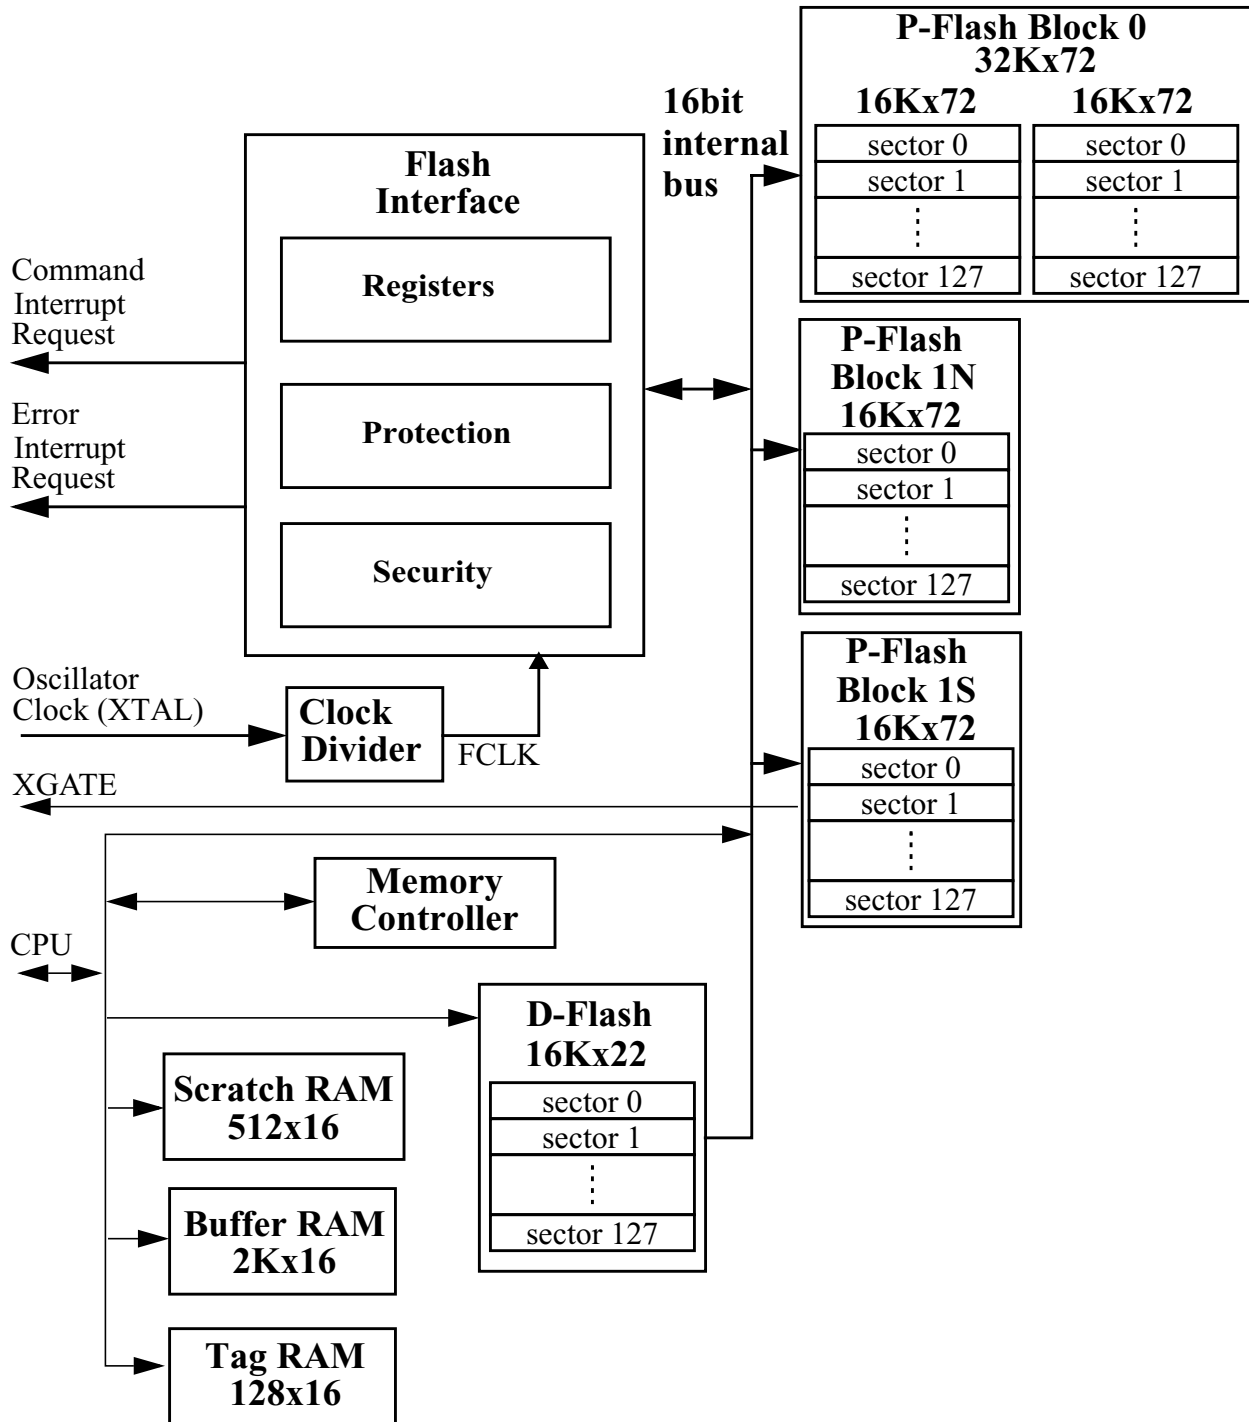 P-Flash Block 0
32Kx72
16Kx72
16Kx72
sector 0
sector 1
sector 127
sector 0
sector 1
sector 127
16bit
internal
bus
Flash
Interface
Registers
Protection
Security
Command
Interrupt
Request
Error
Interrupt
Request
P-Flash
Block 1N
16Kx72
sector 0
sector 1
sector 127
Oscillator
Clock (XTAL)
Clock
Divider
FCLK
P-Flash
Block 1S
16Kx72
sector 0
sector 1
sector 127
XGATE
Memory
Controller
CPU
D-Flash
16Kx22
sector 0
sector 1
sector 127
Scratch RAM
512x16
Buffer RAM
2Kx16
Tag RAM
128x16